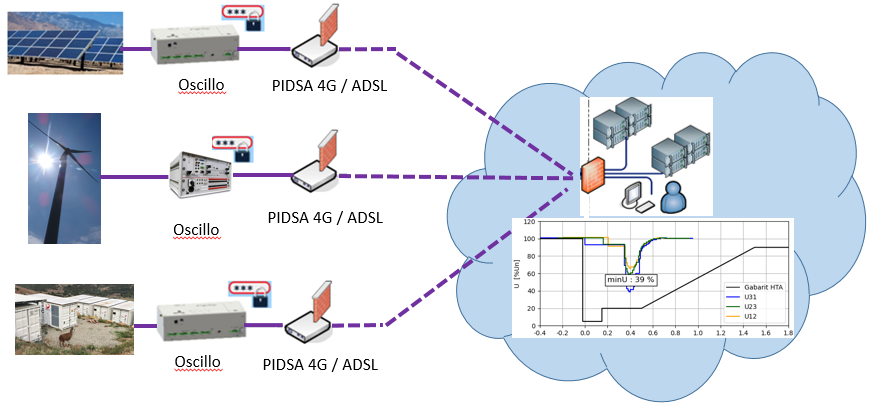 ***
Oscillo
PIDSA 4G / ADSL
***
Oscillo
PIDSA 4G / ADSL
***
Oscillo
PIDSA 4G / ADSL
U [%Un]
120
100
80
60
40
20
0
minU : 39 %
Gabarit HTA
U31
U23
U12
-0.4 -0.2 0.0 0.2 0.4 0.6 0.8 1.0 1.2 1.4 1.6 1.8